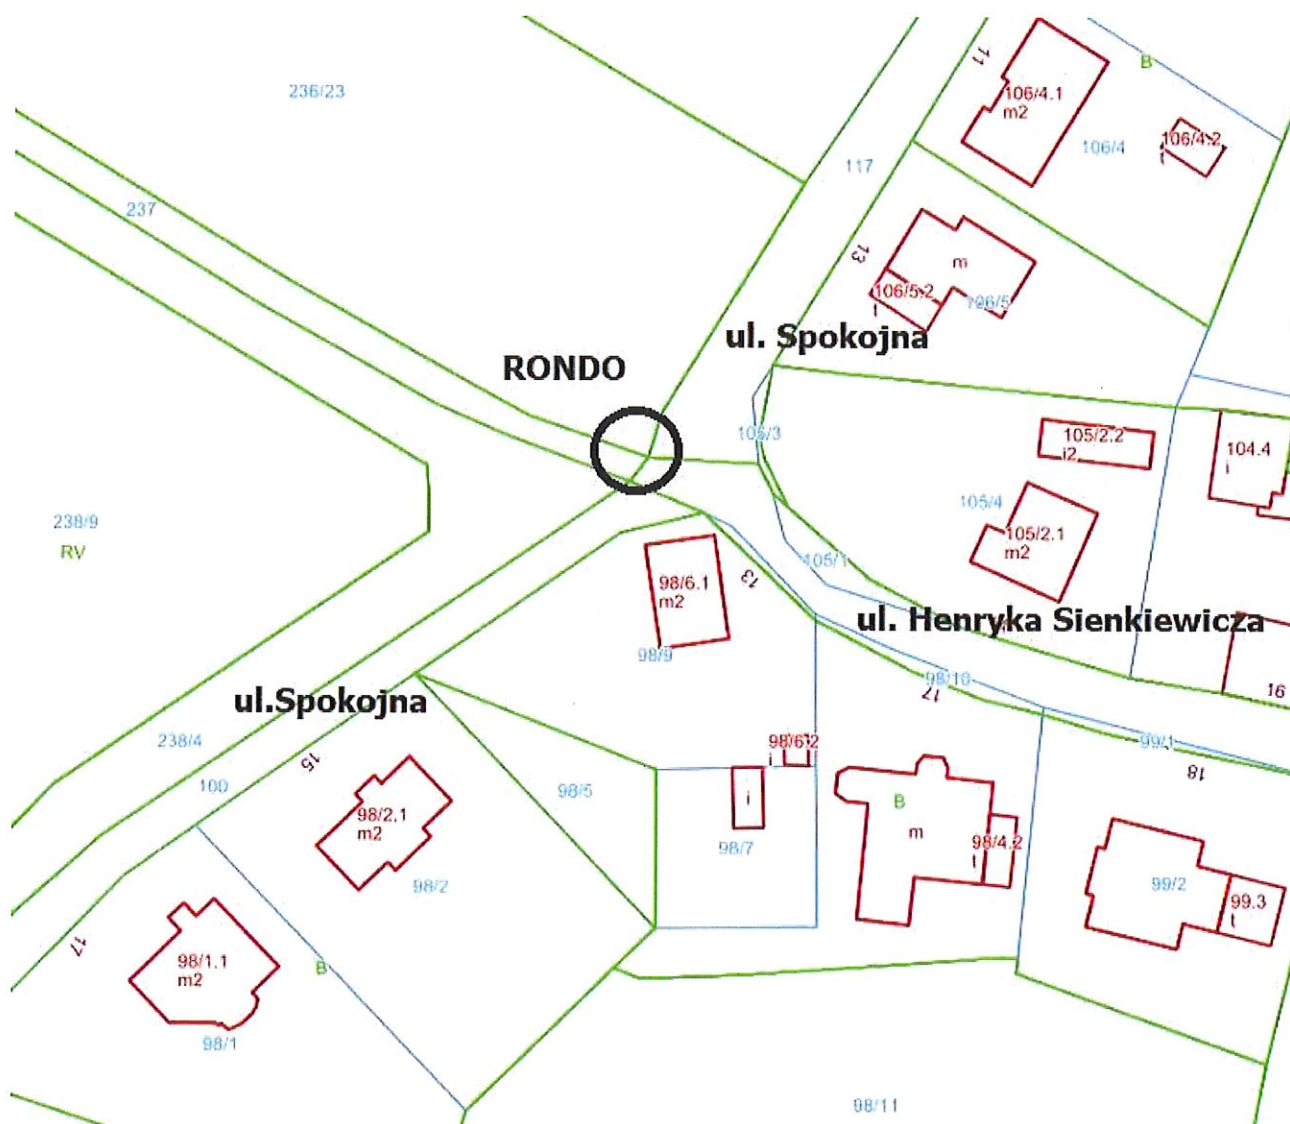 11
B
236/23
106/4.1
m2
106/4.2
t
106/4
117
237
13
m
106/5.2
106/5
t
ul. Spokojna
RONDO
105/3
105/2.2
i2
104.4
i
105/4
238/9
RV
105/2.1
m2
105/1
98/6.1
m2
13
ul. Henryka Sienkiewicza
98/9
98/10
17
16
ul.Spokojna
238/4
98/6.2
i
99/1
18
15
100
98/5
i
B
98/2.1
m2
m
98/4.2
t
98/7
98/2
99/2
99.3
t
17
98/1.1
m2
B
98/1
98/11